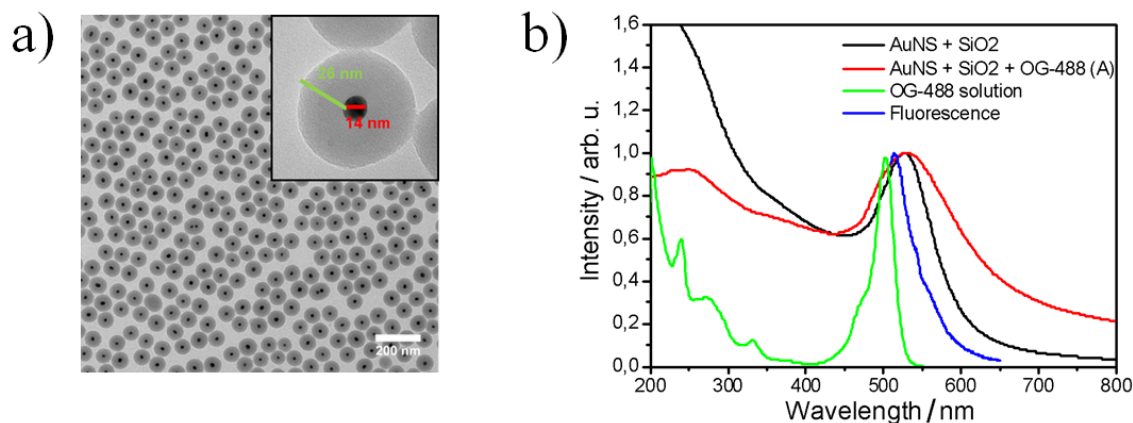 a)
26 nm
14 nm
200 nm
b)
AuNS + SiO2
AuNS + SiO2 + OG-488 (A)
OG-488 solution
Fluorescence
Intensity / arb. u.
1,6
1,4
1,2
1,0
0,8
0,6
0,4
0,2
0,0
200 300 400 500 600 700 800
Wavelength / nm